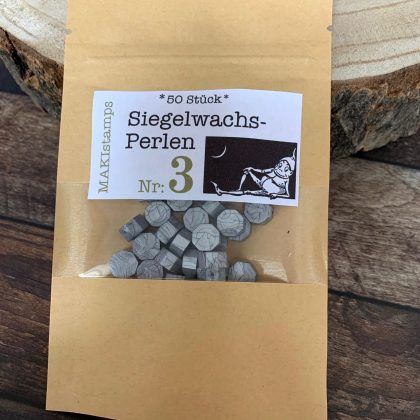 *50 Stück*
MAKIstamps
Siegelwachs-
Perlen
Nr: 3